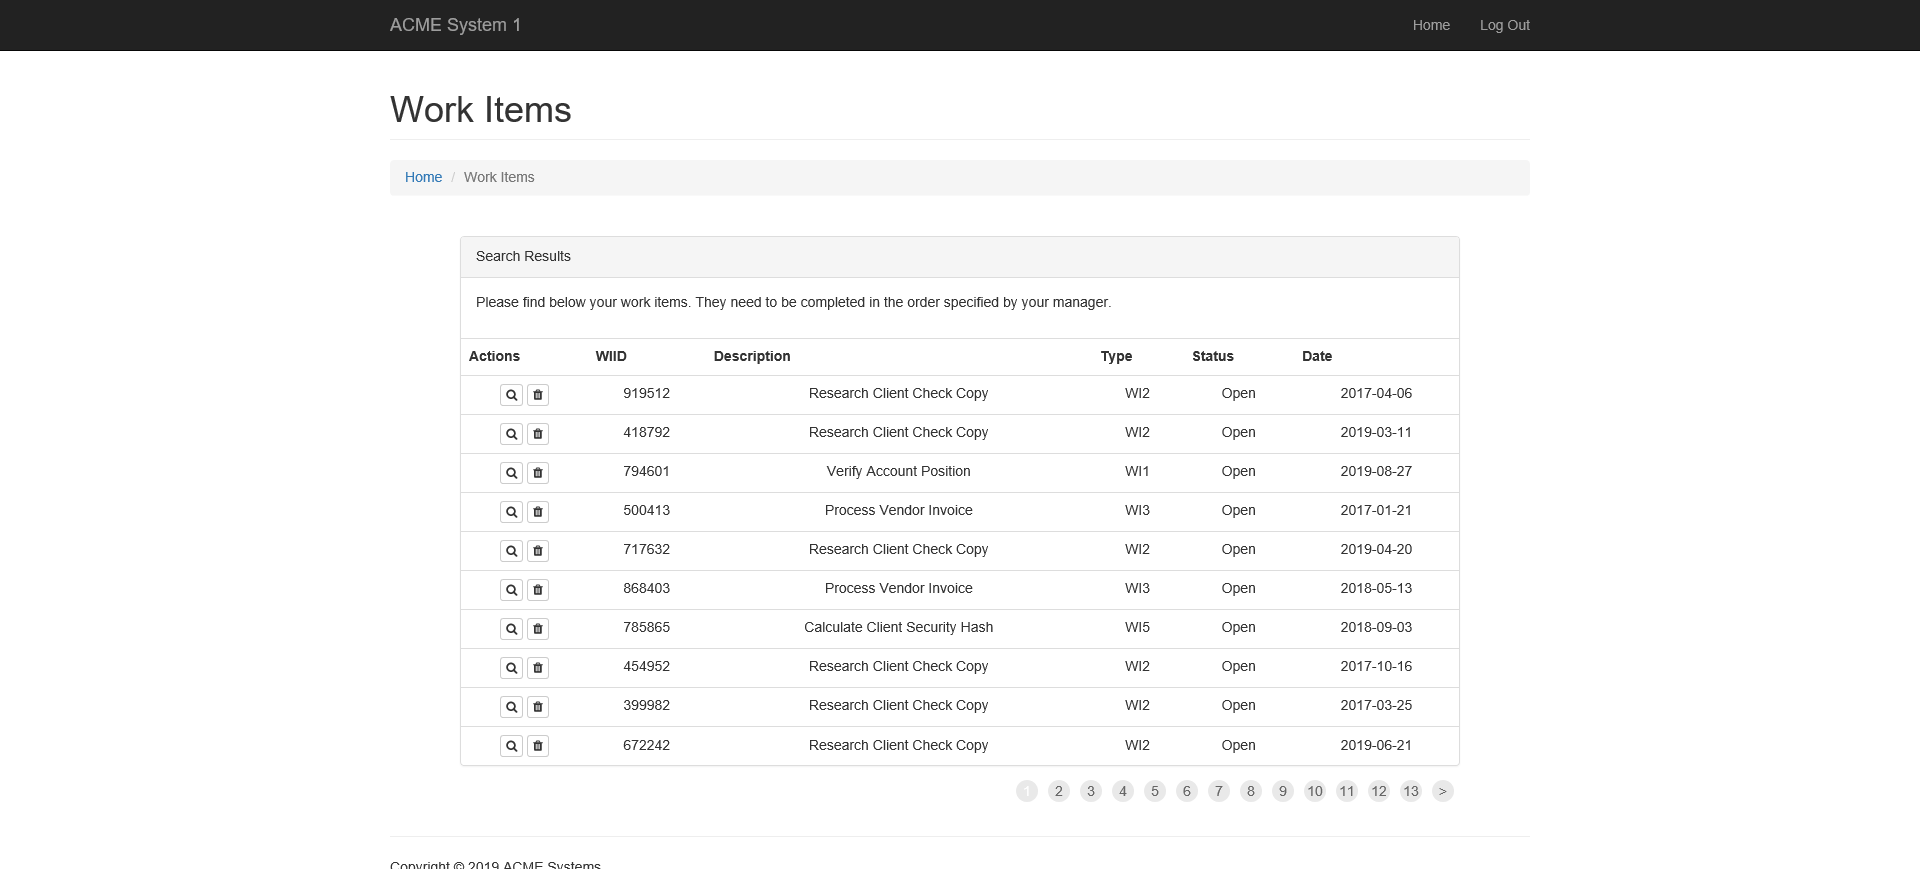 ACME System 1 Home Log Out
Work Items
Home / Work Items
Search Results
Please find below your work items. They need to be completed in the order specified by your manager.
Actions WIID Description Type Status Date
919512 Research Client Check Copy WI2 Open 2017-04-06
418792 Research Client Check Copy WI2 Open 2019-03-11
794601 Verify Account Position WI1 Open 2019-08-27
500413 Process Vendor Invoice WI3 Open 2017-01-21
717632 Research Client Check Copy WI2 Open 2019-04-20
868403 Process Vendor Invoice WI3 Open 2018-05-13
785865 Calculate Client Security Hash WI5 Open 2018-09-03
454952 Research Client Check Copy WI2 Open 2017-10-16
399982 Research Client Check Copy WI2 Open 2017-03-25
672242 Research Client Check Copy WI2 Open 2019-06-21
1 2 3 4 5 6 7 8 9 10 11 12 13 >
Copyright © 2019 ACME Systems